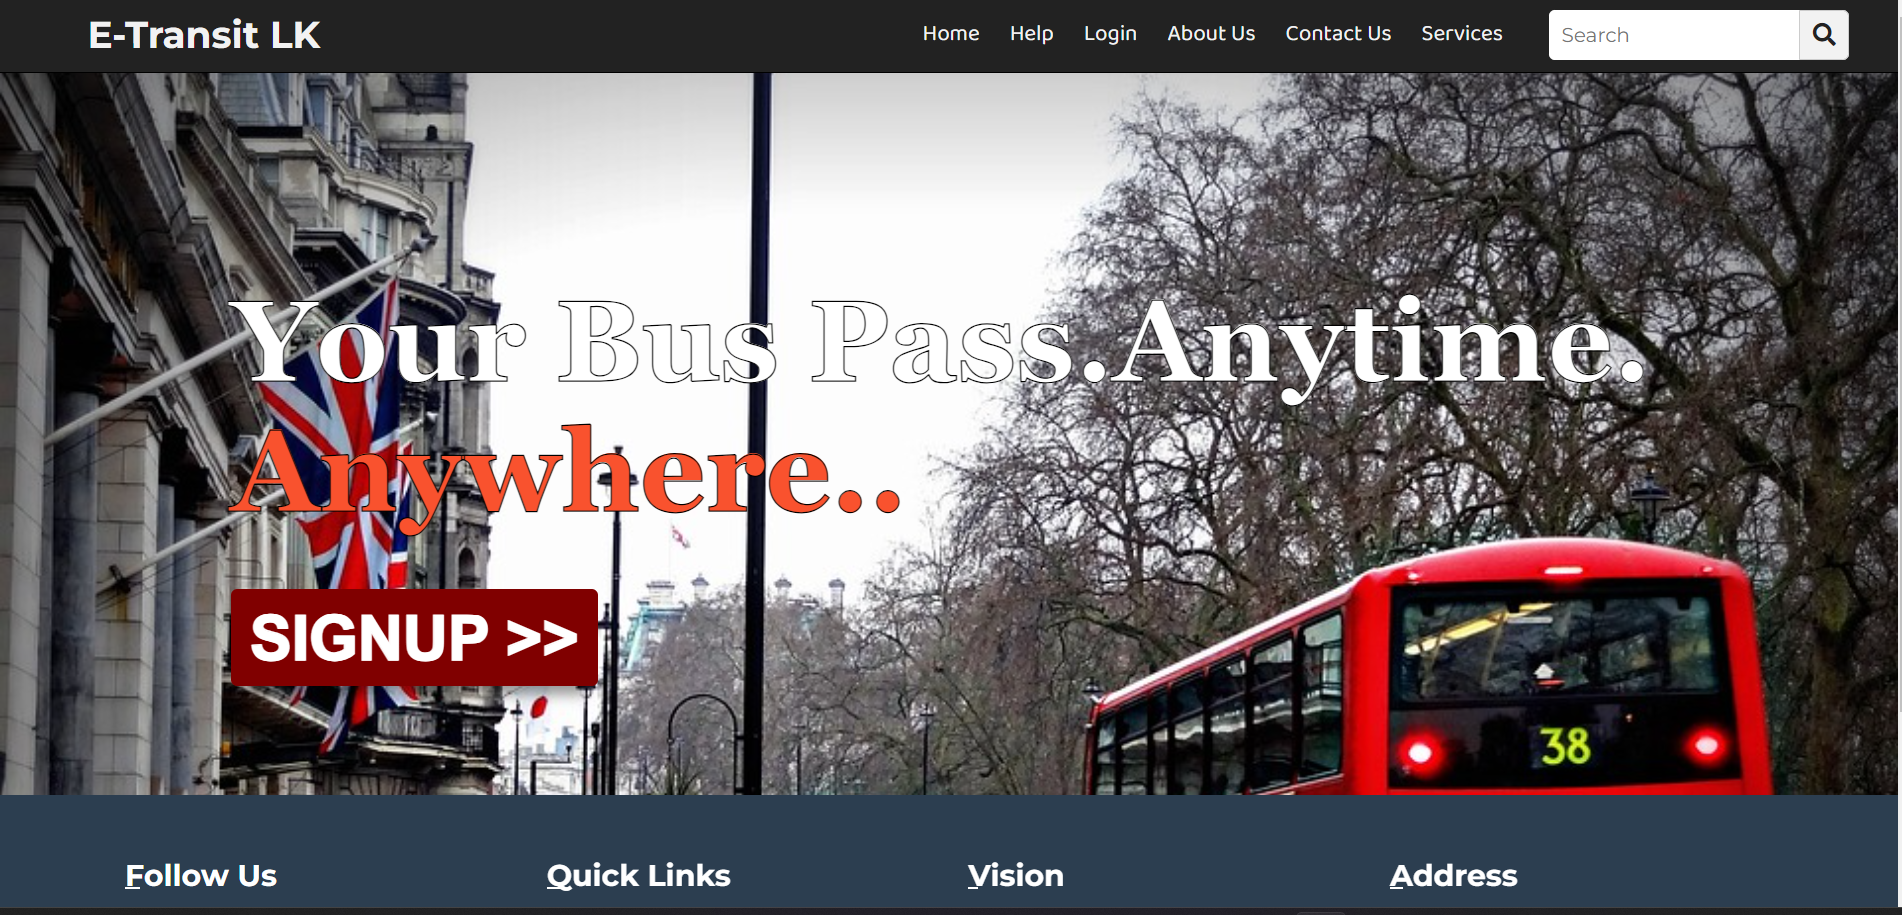 E-Transit LK
Home Help Login About Us Contact Us Services Search
Your Bus Pass.Anytime.
Anywhere..
SIGNUP >>
38
Follow Us Quick Links Vision Address